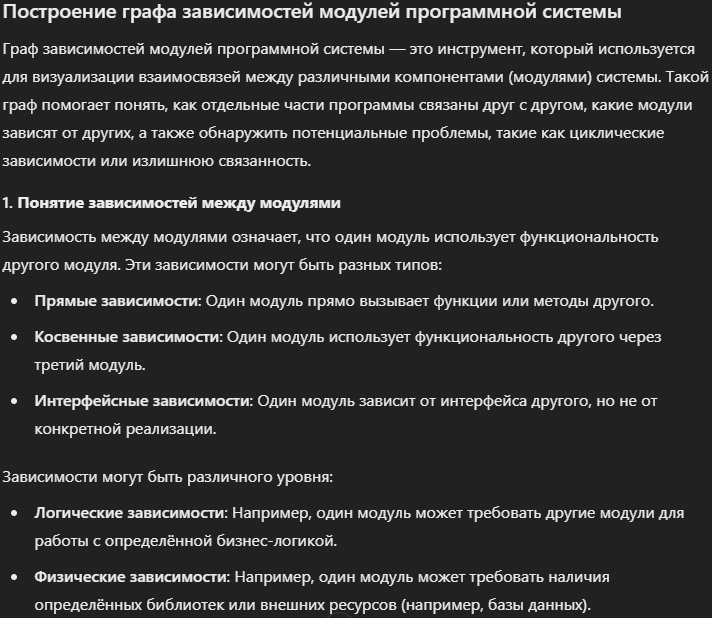 Построение графа зависимостей модулей программной системы
Граф зависимостей модулей программной системы — это инструмент, который используется
для визуализации взаимосвязей между различными компонентами (модулями) системы. Такой
граф помогает понять, как отдельные части программы связаны друг с другом, какие модули
зависят от других, а также обнаружить потенциальные проблемы, такие как циклические
зависимости или излишнюю связанность.
1. Понятие зависимостей между модулями
Зависимость между модулями означает, что один модуль использует функциональность
другого модуля. Эти зависимости могут быть разных типов:
• Прямые зависимости: Один модуль прямо вызывает функции или методы другого.
• Косвенные зависимости: Один модуль использует функциональность другого через
третий модуль.
• Интерфейсные зависимости: Один модуль зависит от интерфейса другого, но не от
конкретной реализации.
Зависимости могут быть различного уровня:
• Логические зависимости: Например, один модуль может требовать другие модули для
работы с определённой бизнес-логикой.
• Физические зависимости: Например, один модуль может требовать наличия
определённых библиотек или внешних ресурсов (например, базы данных).